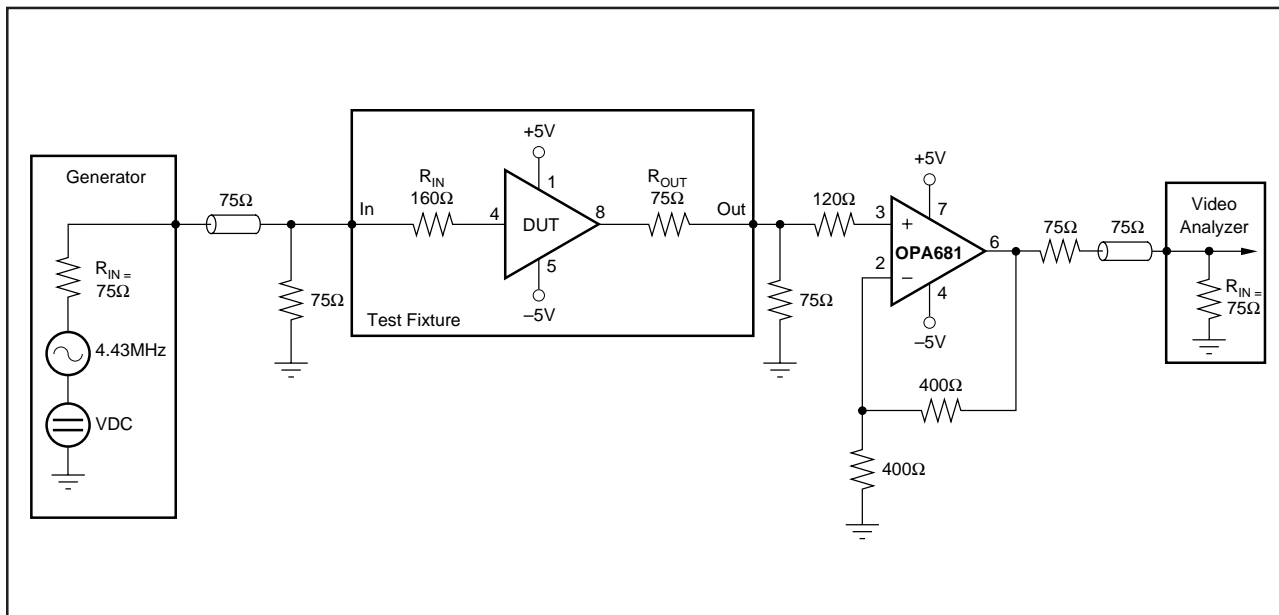 Generator
R_IN =
75Ω
4.43MHz
VDC
75Ω
75Ω
Test Fixture
In
R_IN
160Ω
4
+5V
1
DUT
5
–5V
8
R_OUT
75Ω
Out
75Ω
120Ω
3
+
2
–
+5V
7
OPA681
4
–5V
6
400Ω
400Ω
75Ω
75Ω
Video
Analyzer
R_IN =
75Ω